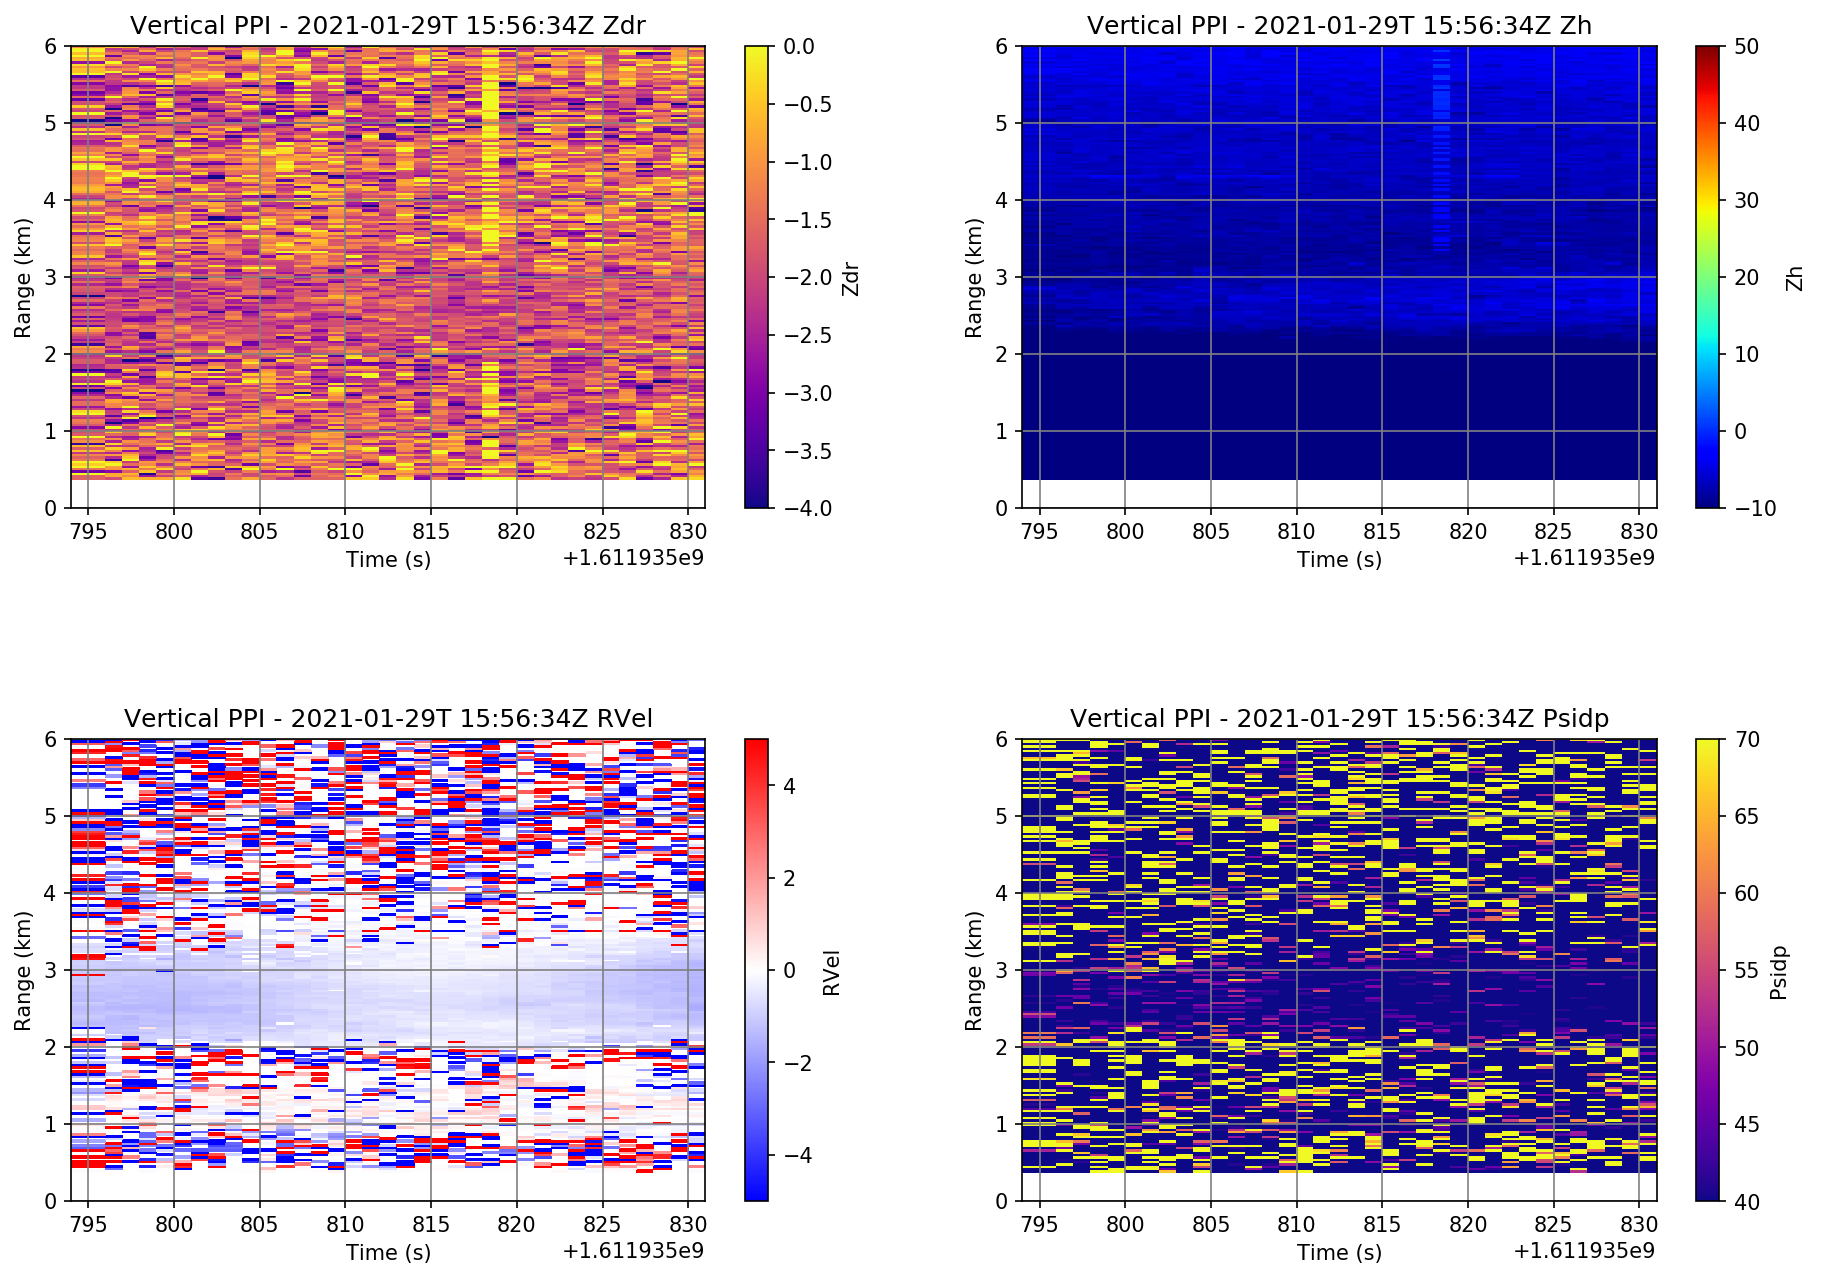 Vertical PPI - 2021-01-29T 15:56:34Z Zdr
6
5
4
3
2
1
0
Range (km)
795 800 805 810 815 820 825 830
Time (s)
+1.611935e9
0.0
−0.5
−1.0
−1.5
−2.0
−2.5
−3.0
−3.5
−4.0
Zdr
Vertical PPI - 2021-01-29T 15:56:34Z Zh
6
5
4
3
2
1
0
Range (km)
795 800 805 810 815 820 825 830
Time (s)
+1.611935e9
50
40
30
20
10
0
−10
Zh
Vertical PPI - 2021-01-29T 15:56:34Z RVel
6
5
4
3
2
1
0
Range (km)
795 800 805 810 815 820 825 830
Time (s)
+1.611935e9
4
2
0
−2
−4
RVel
Vertical PPI - 2021-01-29T 15:56:34Z Psidp
6
5
4
3
2
1
0
Range (km)
795 800 805 810 815 820 825 830
Time (s)
+1.611935e9
70
65
60
55
50
45
40
Psidp